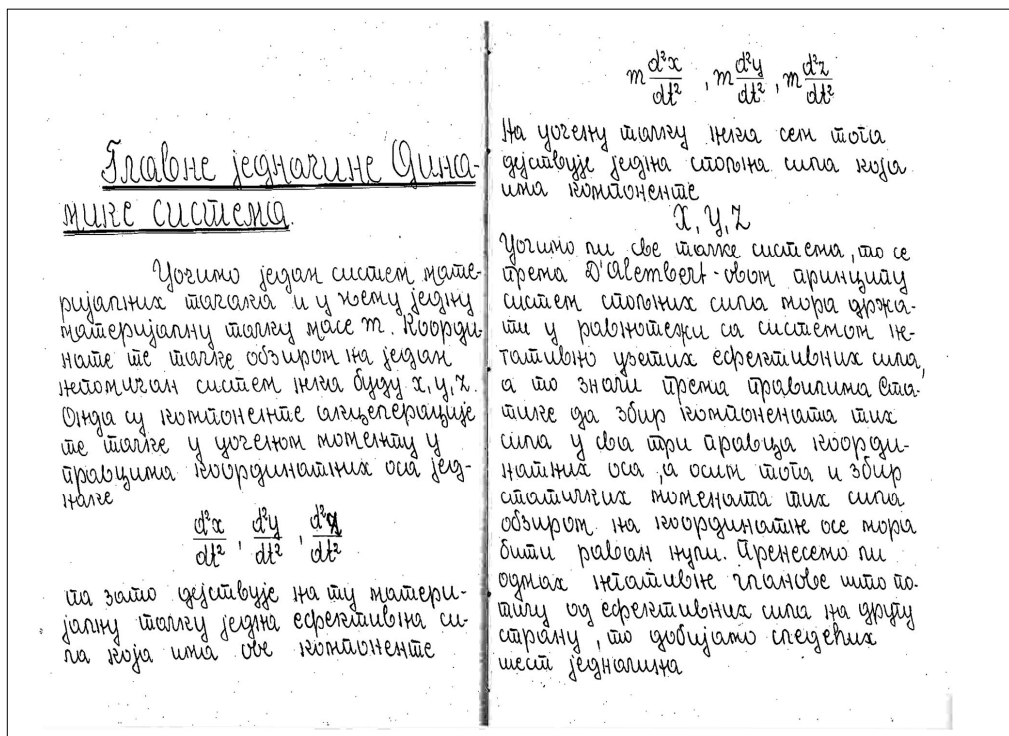 Главне једначине Дина-
мике система.
Уочимо један систем мате-
ријалних тачака и у њему једну
материјалну тачку масе m. Коорди-
нате те тачке обзиром на један
непомичан систем нека буду x, y, z.
Онда су компоненте акцелерације
те тачке у уоченом моменту у
правцима координатних оса јед-
наке
d²x/dt², d²y/dt², d²z/dt²
па зато дејствује на ту матери-
јалну тачку једна ефективна си-
ла која има ове компоненте
m d²x/dt², m d²y/dt², m d²z/dt²
На уочену тачку нека сем тога
дејствује једна спољна сила која
има компоненте
X, Y, Z
Уочимо ли све тачке система, то се
према D'Alembert-овом принципу
систем спољних сила мора држа-
ти у равнотежи са системом не-
гативно узетих ефективних сила,
а то значи према правилима Ста-
тике да збир компонената тих
сила у сва три правца коорди-
натних оса, а осим тога и збир
статичких момената тих сила
обзиром на координатне осе мора
бити раван нули. Пренесемо ли
одмах негативне чланове што по-
тичу од ефективних сила на другу
страну, то добијамо следећих
шест једначина